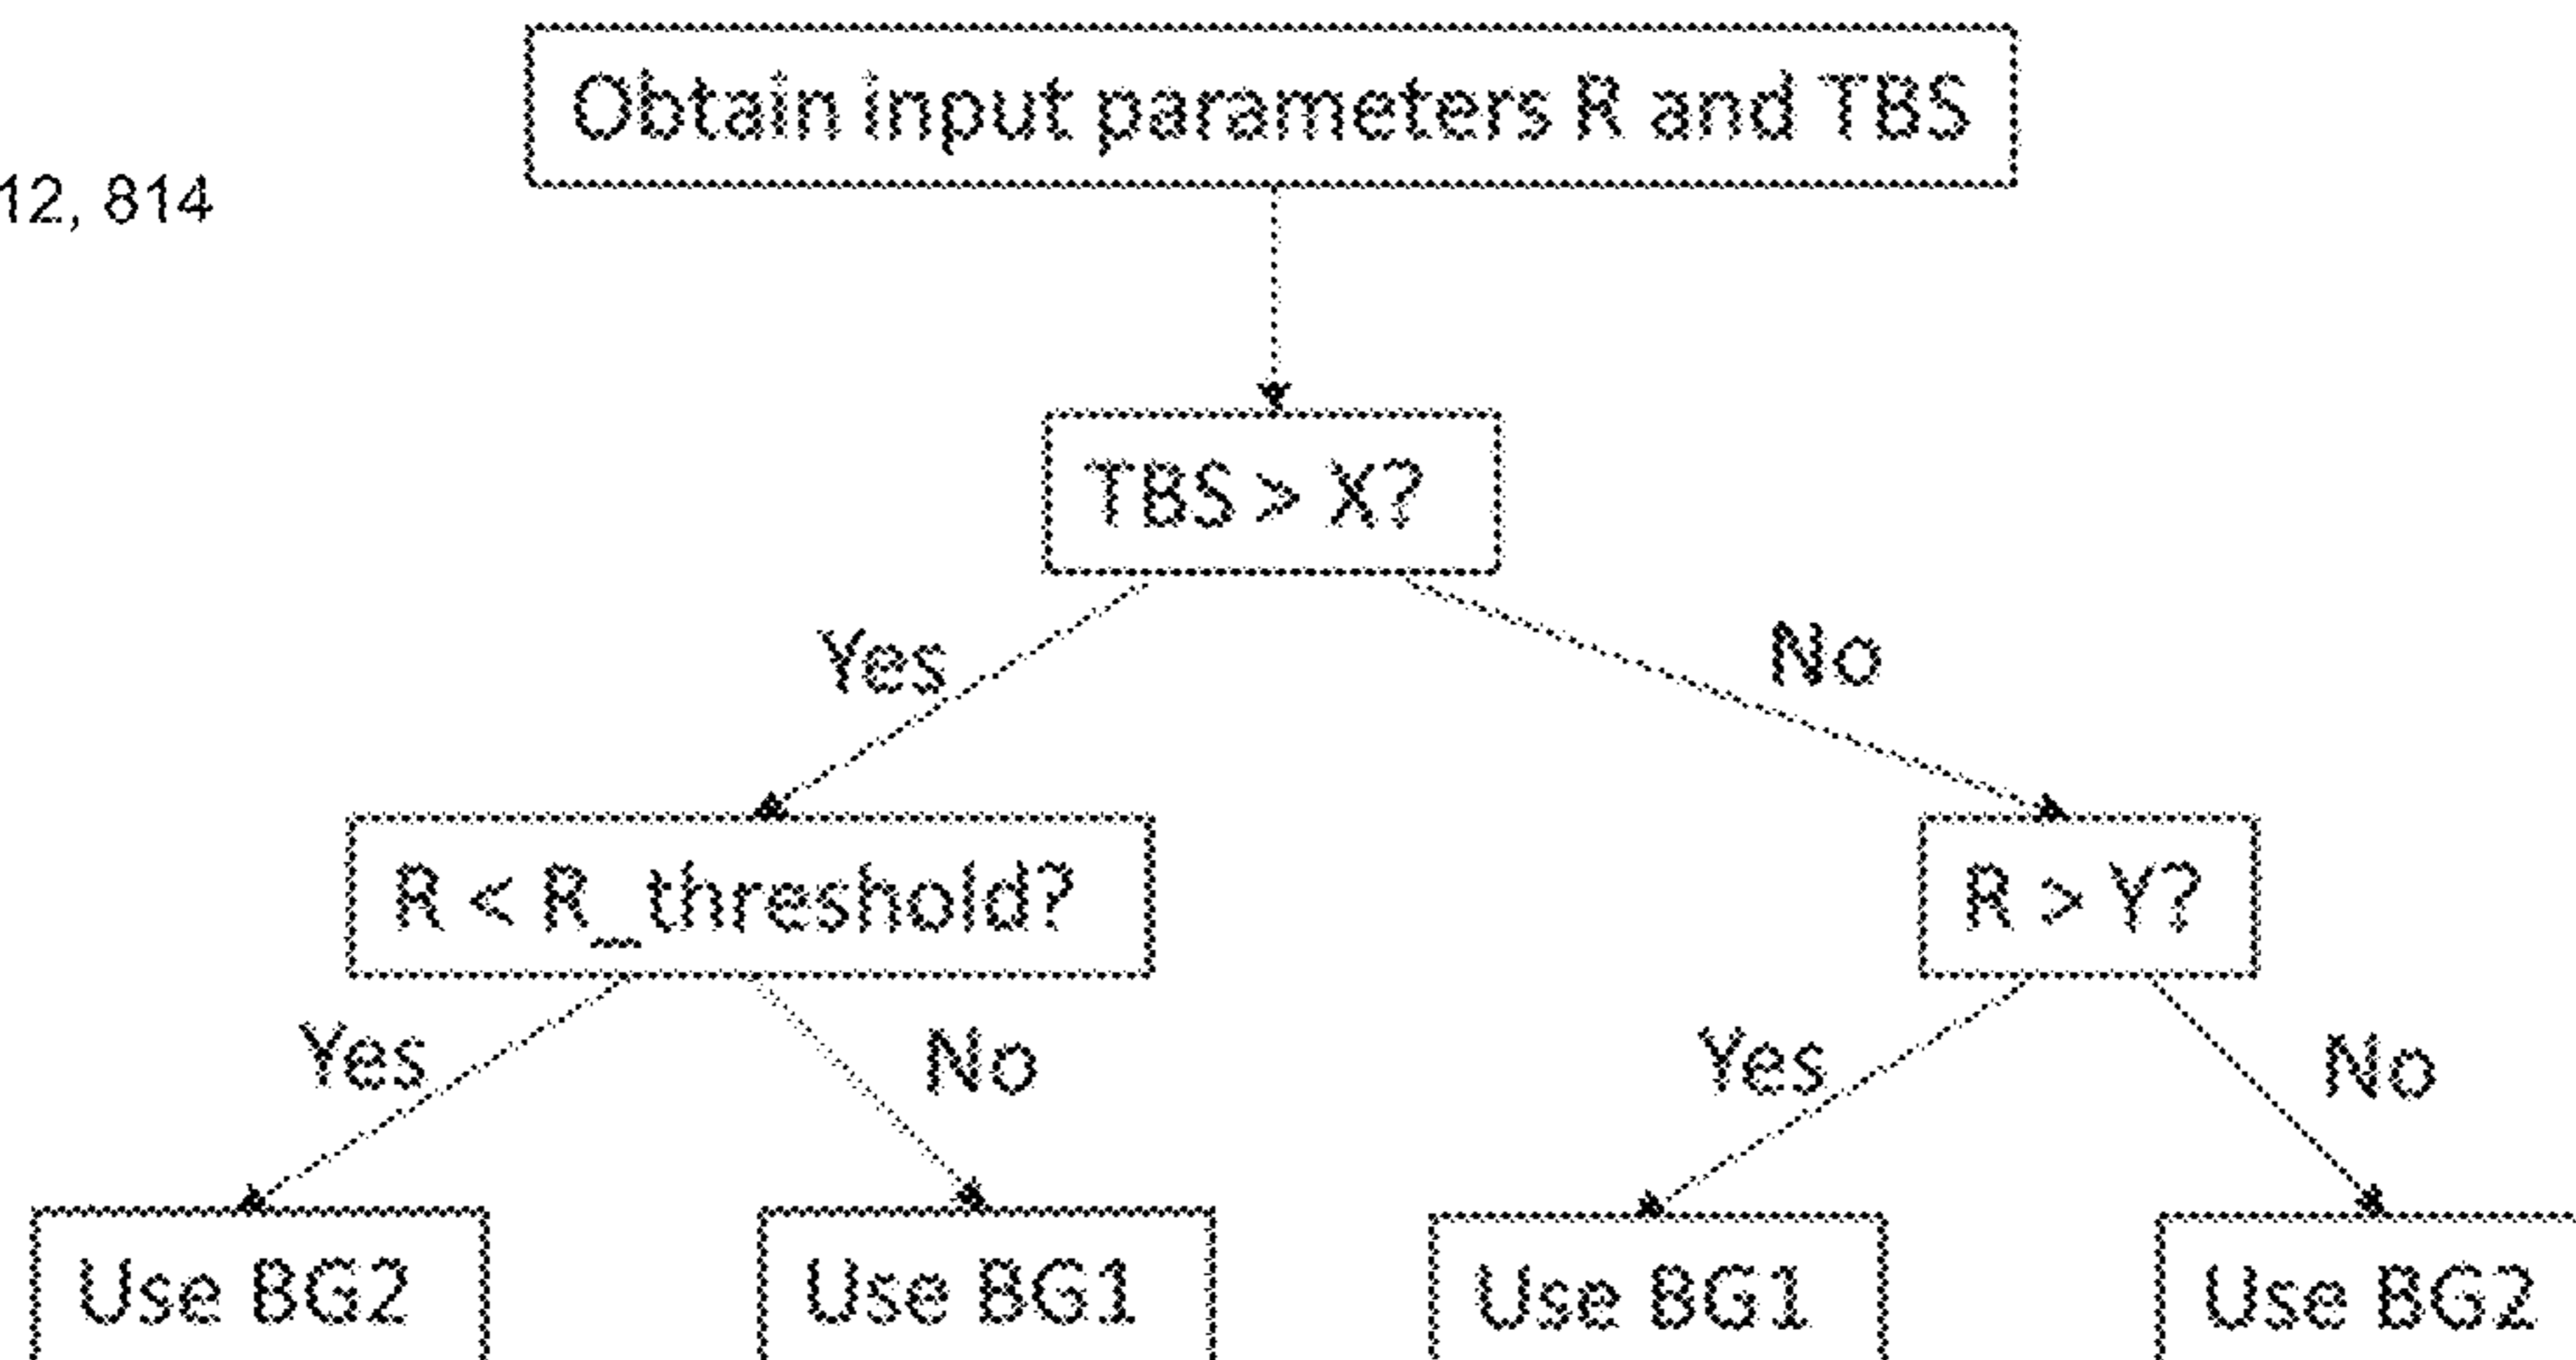 Obtain input parameters R and TBS
12, 814
TBS > X?
Yes
No
R < R_threshold?
R > Y?
Yes
No
Yes
No
Use BG2
Use BG1
Use BG1
Use BG2